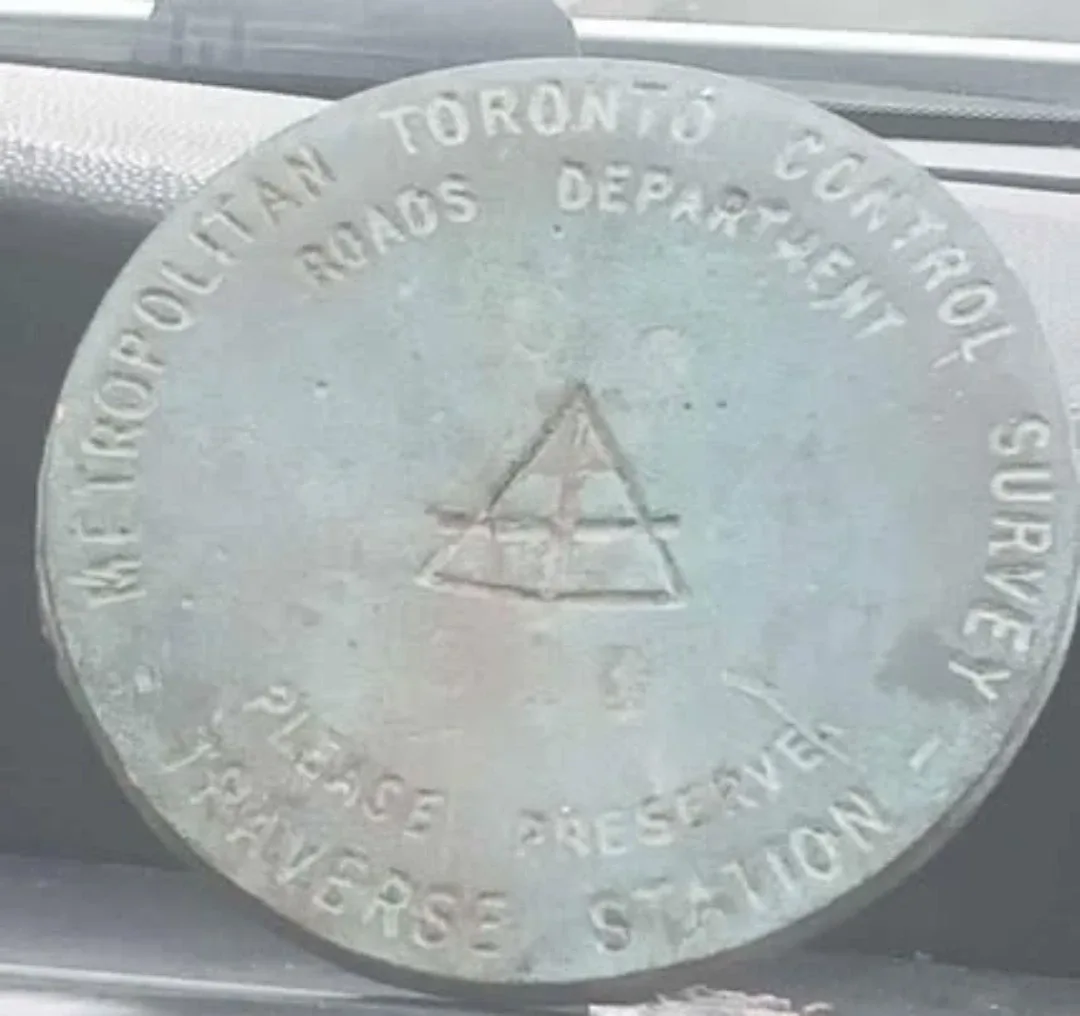 METROPOLITAN TORONTO CONTROL SURVEY
ROADS DEPARTMENT
PLEASE PRESERVE
TRAVERSE STATION